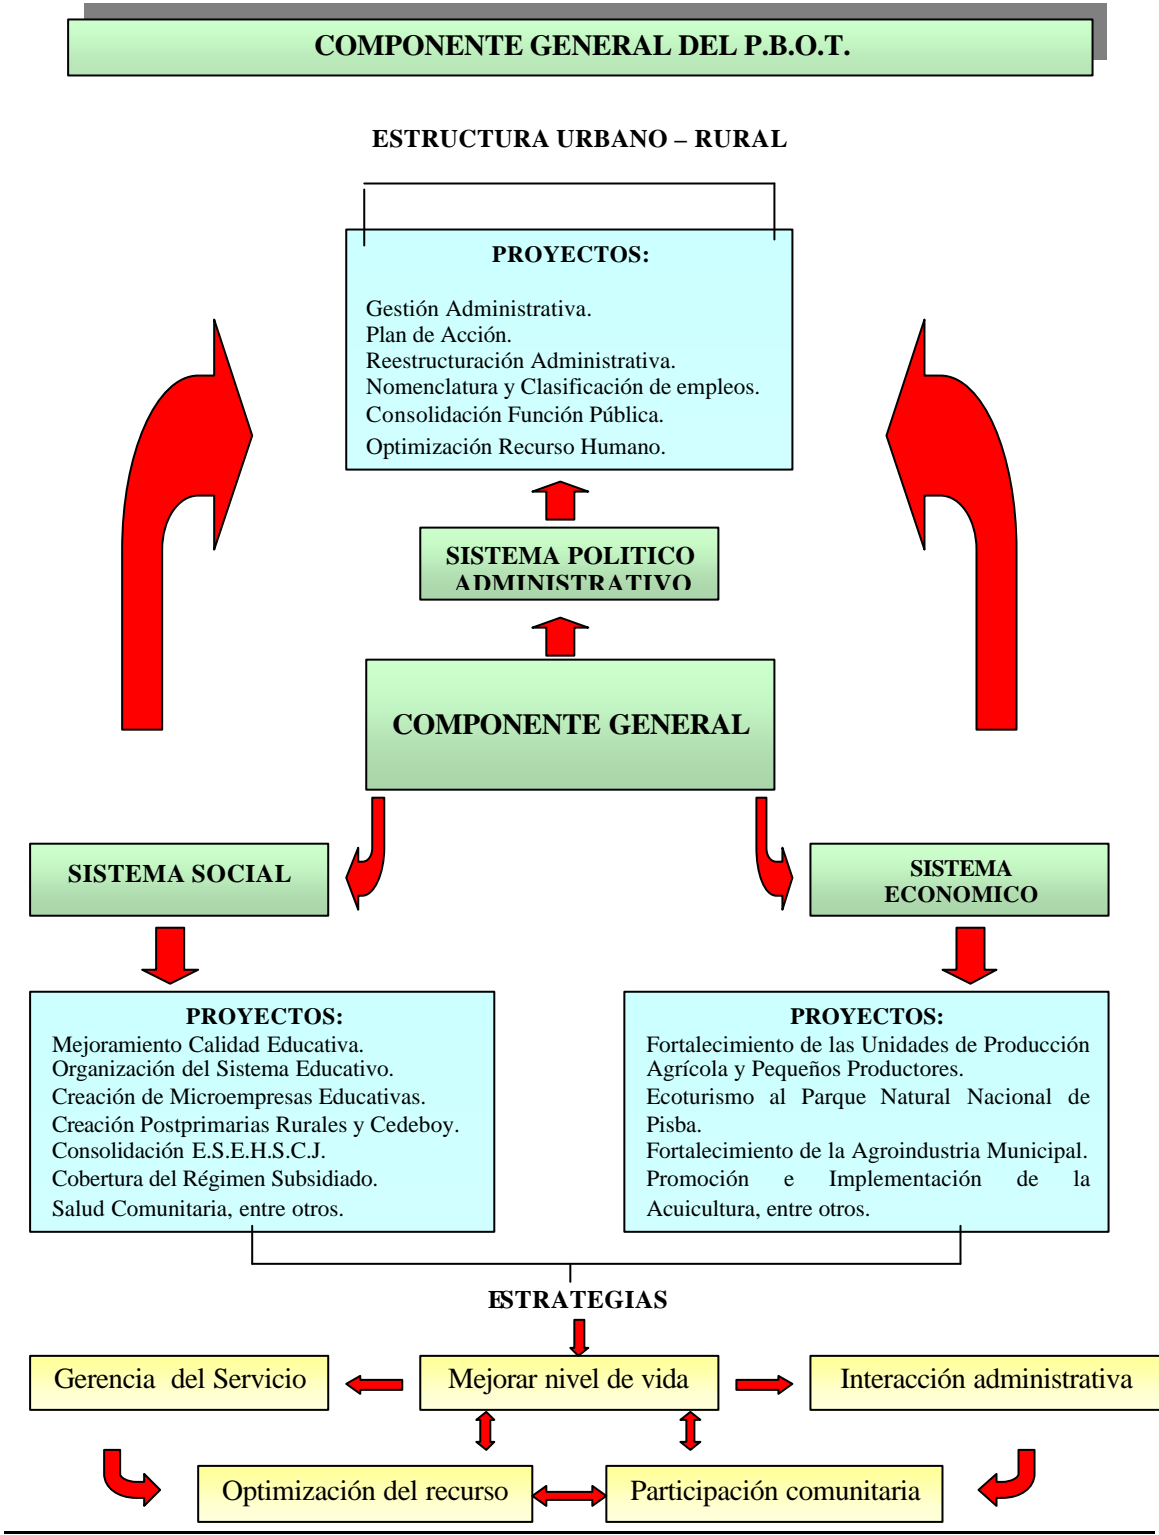 COMPONENTE GENERAL DEL P.B.O.T.
ESTRUCTURA URBANO – RURAL
PROYECTOS:
Gestión Administrativa.
Plan de Acción.
Reestructuración Administrativa.
Nomenclatura y Clasificación de empleos.
Consolidación Función Pública.
Optimización Recurso Humano.
SISTEMA POLITICO
ADMINISTRATIVO
COMPONENTE GENERAL
SISTEMA SOCIAL
SISTEMA
ECONOMICO
PROYECTOS:
Mejoramiento Calidad Educativa.
Organización del Sistema Educativo.
Creación de Microempresas Educativas.
Creación Postprimarias Rurales y Cedeboy.
Consolidación E.S.E.H.S.C.J.
Cobertura del Régimen Subsidiado.
Salud Comunitaria, entre otros.
PROYECTOS:
Fortalecimiento de las Unidades de Producción
Agrícola y Pequeños Productores.
Ecoturismo al Parque Natural Nacional de
Pisba.
Fortalecimiento de la Agroindustria Municipal.
Promoción e Implementación de la
Acuicultura, entre otros.
ESTRATEGIAS
Gerencia del Servicio
Mejorar nivel de vida
Interacción administrativa
Optimización del recurso
Participación comunitaria